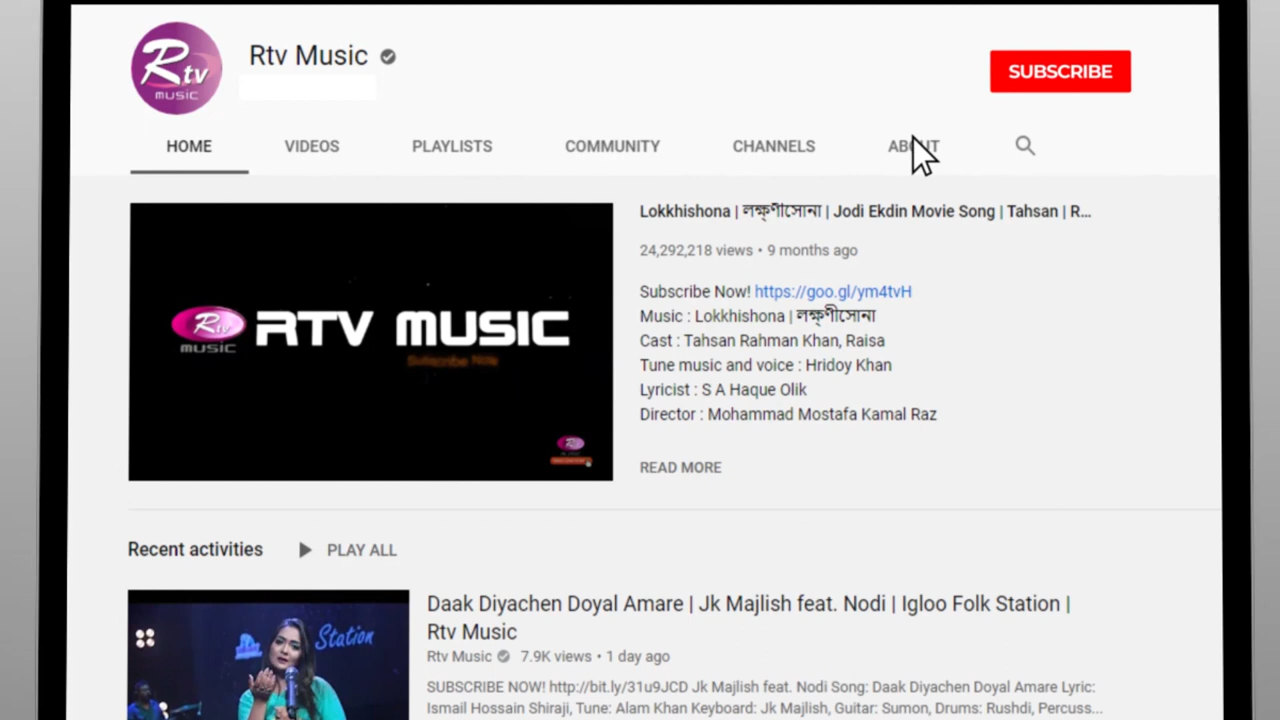 Rtv
MUSIC
Rtv Music
SUBSCRIBE
HOME
VIDEOS
PLAYLISTS
COMMUNITY
CHANNELS
ABOUT
Rtv
MUSIC
RTV MUSIC
Subscribe Now
Lokkhishona | লক্ষ্ণীসোনা | Jodi Ekdin Movie Song | Tahsan | R...
24,292,218 views • 9 months ago
Subscribe Now! https://goo.gl/ym4tvH
Music : Lokkhishona | লক্ষ্ণীসোনা
Cast : Tahsan Rahman Khan, Raisa
Tune music and voice : Hridoy Khan
Lyricist : S A Haque Olik
Director : Mohammad Mostafa Kamal Raz
READ MORE
Recent activities
PLAY ALL
Station
Daak Diyachen Doyal Amare | Jk Majlish feat. Nodi | Igloo Folk Station |
Rtv Music
Rtv Music 7.9K views • 1 day ago
SUBSCRIBE NOW! http://bit.ly/31u9JCD Jk Majlish feat. Nodi Song: Daak Diyachen Doyal Amare Lyric:
Ismail Hossain Shiraji, Tune: Alam Khan Keyboard: Jk Majlish, Guitar: Sumon, Drums: Rushdi, Percuss...